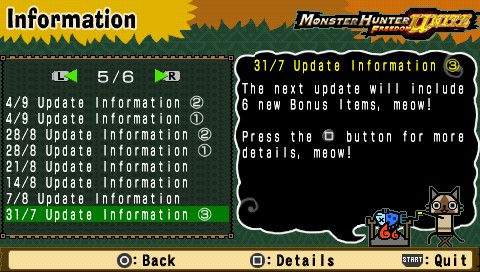 Information
MONSTER HUNTER
FREEDOM UNITE
L 5/6 R
4/9 Update Information ②
4/9 Update Information ①
28/8 Update Information ②
28/8 Update Information ①
21/8 Update Information
14/8 Update Information
7/8 Update Information
31/7 Update Information ③
31/7 Update Information ③
The next update will include
6 new Bonus Items, meow!
Press the button for more
details, meow!
: Back
: Details
START: Quit